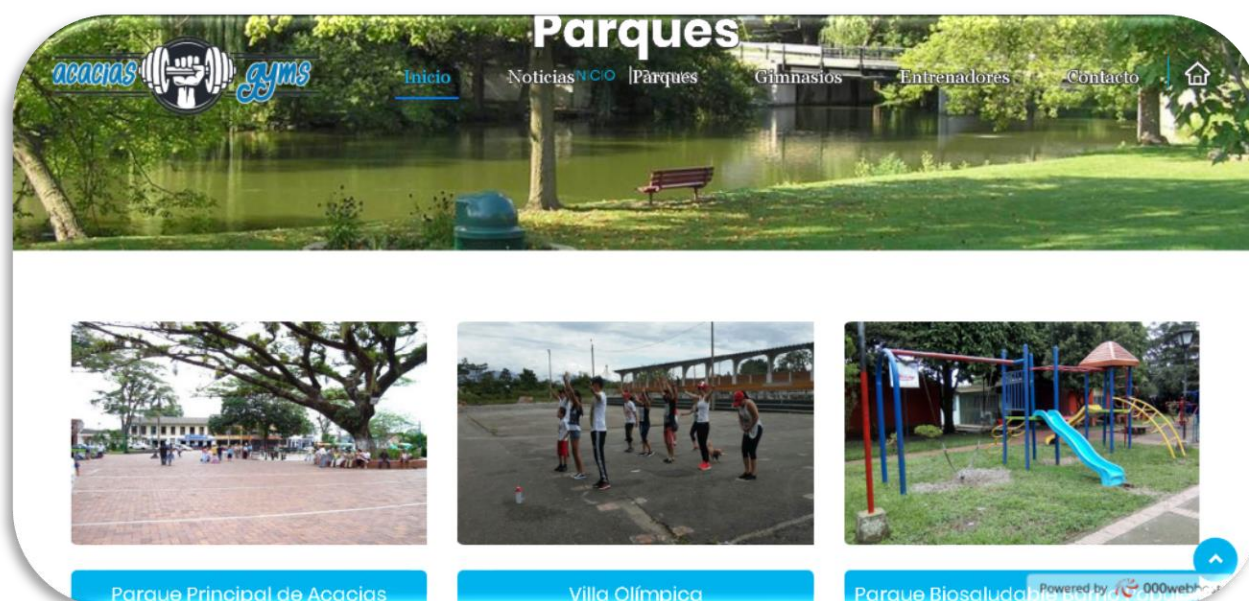 Parques
acacias gyms
Inicio Noticias INICIO | Parques Gimnasios Entrenadores Contacto
Parque Principal de Acacias
Villa Olímpica
Parque Biosaludable
Powered by 000webhost